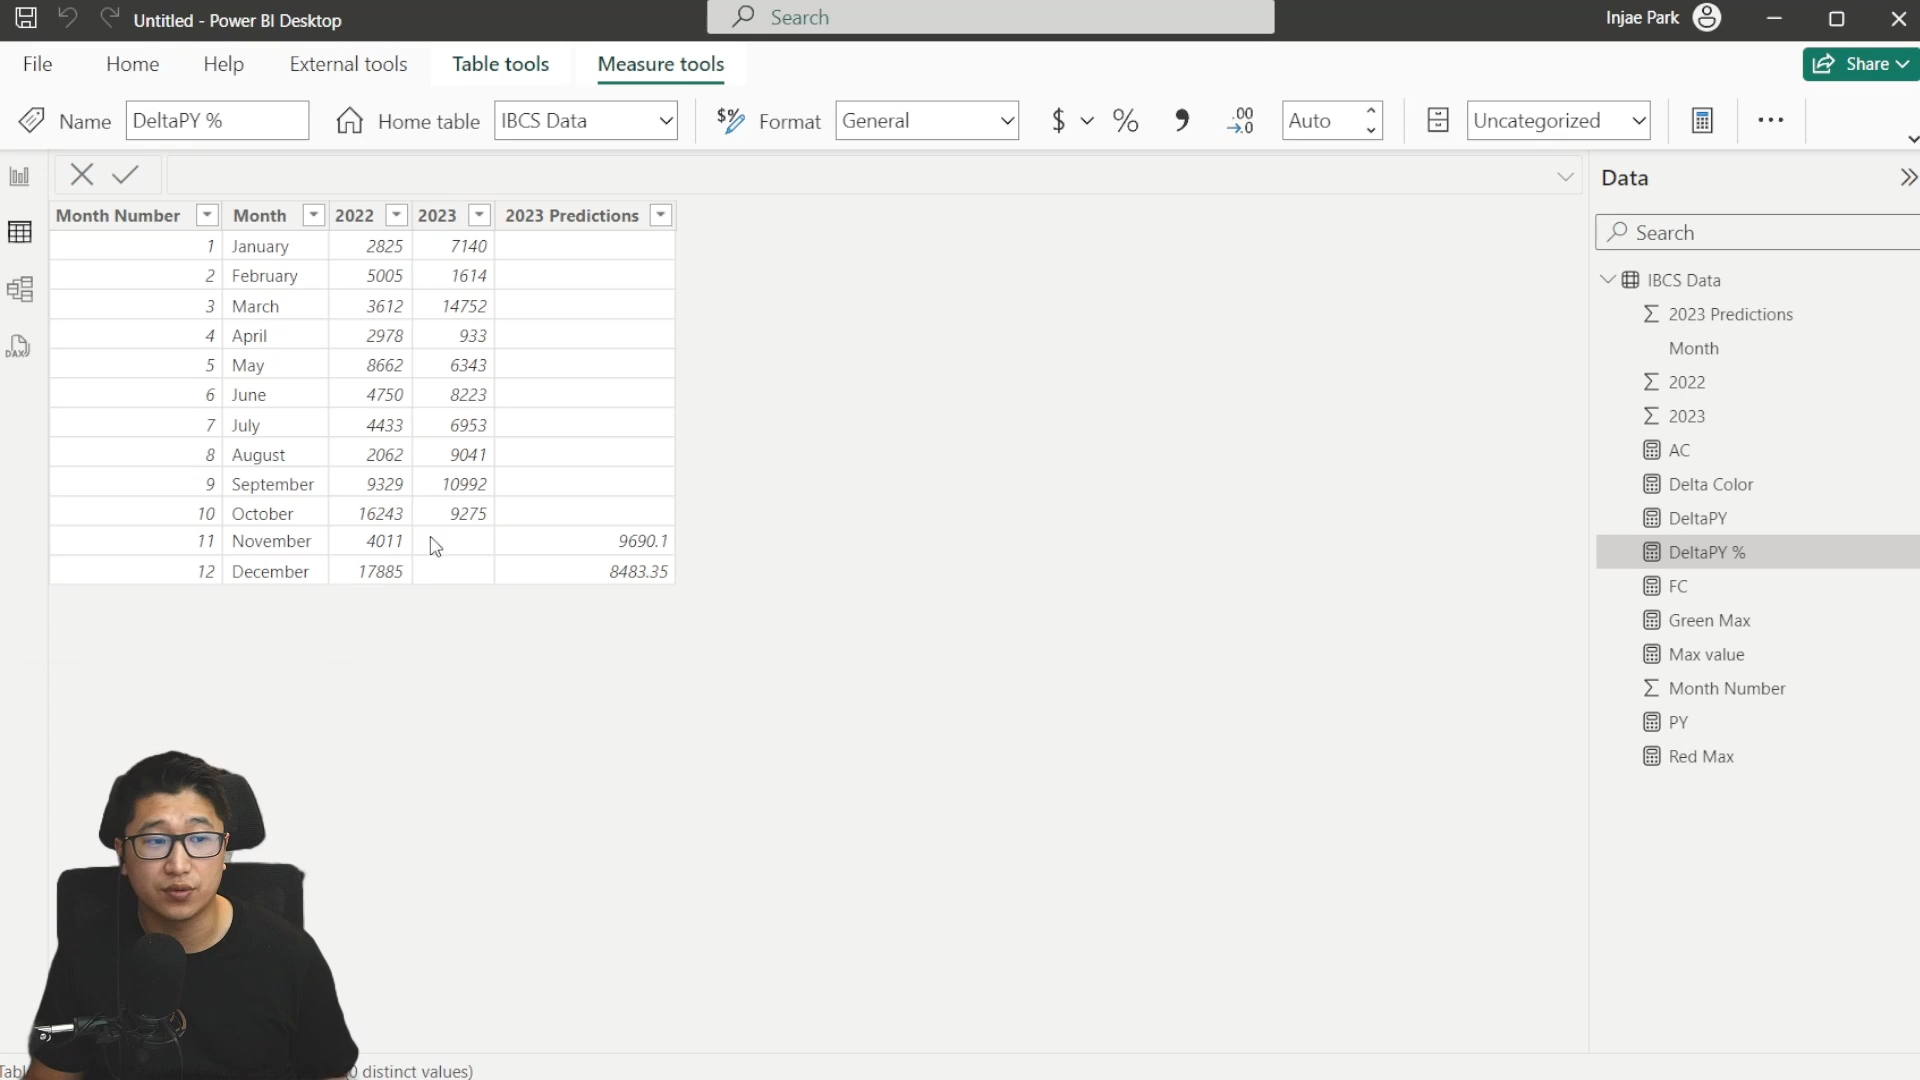 Untitled - Power BI Desktop
Search
Injae Park
File
Home
Help
External tools
Table tools
Measure tools
Share
Name
DeltaPY %
Home table
IBCS Data
Format
General
$
%
,
.00
→.0
Auto
Uncategorized
...
Month Number Month 2022 2023 2023 Predictions
1 January 2825 7140
2 February 5005 1614
3 March 3612 14752
4 April 2978 933
5 May 8662 6343
6 June 4750 8223
7 July 4433 6953
8 August 2062 9041
9 September 9329 10992
10 October 16243 9275
11 November 4011 9690.1
12 December 17885 8483.35
DAX
Data
Search
IBCS Data
2023 Predictions
Month
2022
2023
AC
Delta Color
DeltaPY
DeltaPY %
FC
Green Max
Max value
Month Number
PY
Red Max
distinct values)